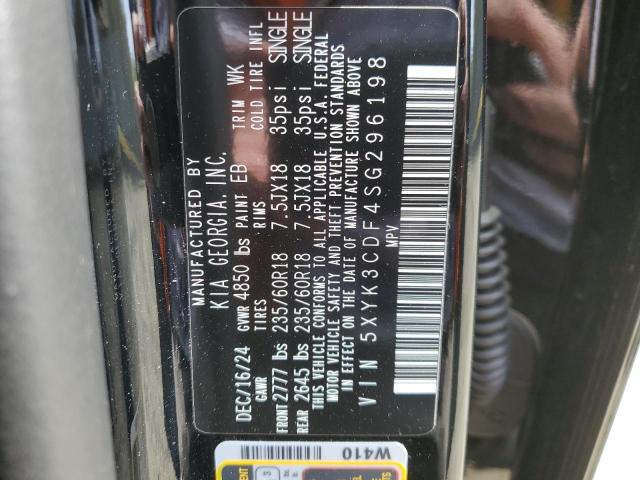 MANUFACTURED BY
KIA GEORGIA, INC.
DEC/16/24 GVWR 4850 lbs PAINT EB TRIM WK
GAWR TIRES RIMS COLD TIRE INFL
FRONT 2777 lbs 235/60R18 7.5JX18 35psi SINGLE
REAR 2645 lbs 235/60R18 7.5JX18 35psi SINGLE
THIS VEHICLE CONFORMS TO ALL APPLICABLE U.S.A. FEDERAL
MOTOR VEHICLE SAFETY AND THEFT PREVENTION STANDARDS
IN EFFECT ON THE DATE OF MANUFACTURE SHOWN ABOVE
VIN 5XYK3CDF4SG296198
MPV
W410